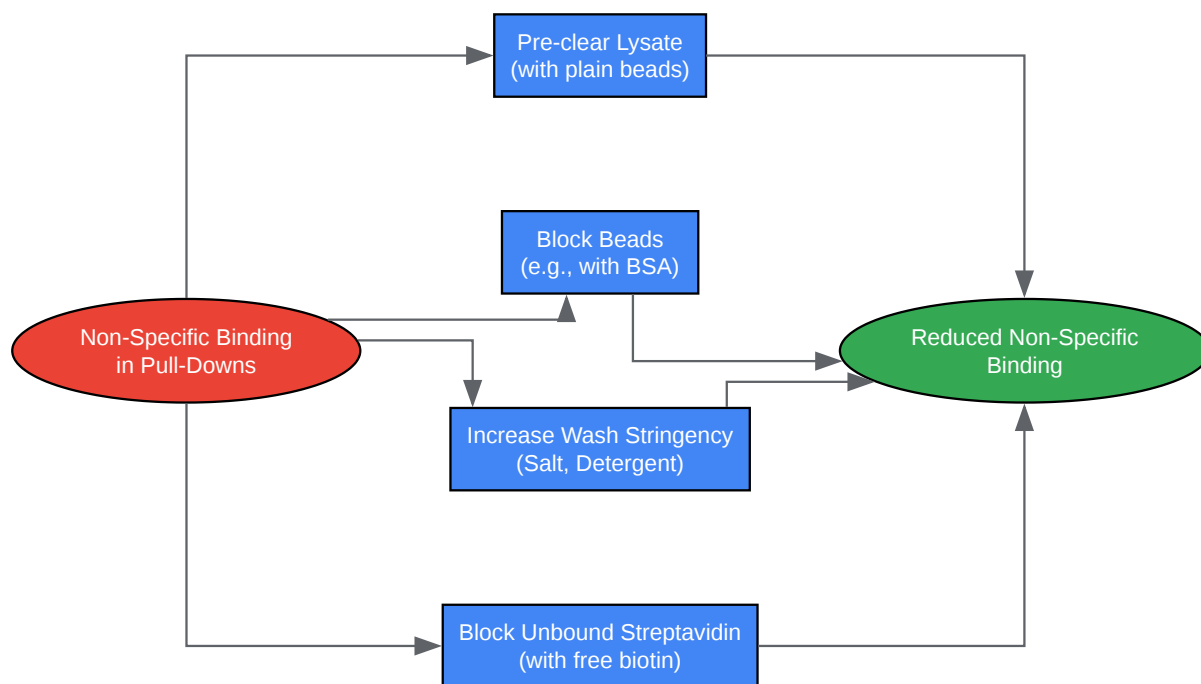 Pre-clear Lysate
(with plain beads)
Block Beads
(e.g., with BSA)
Non-Specific Binding
in Pull-Downs
Reduced Non-Specific
Binding
Increase Wash Stringency
(Salt, Detergent)
Block Unbound Streptavidin
(with free biotin)